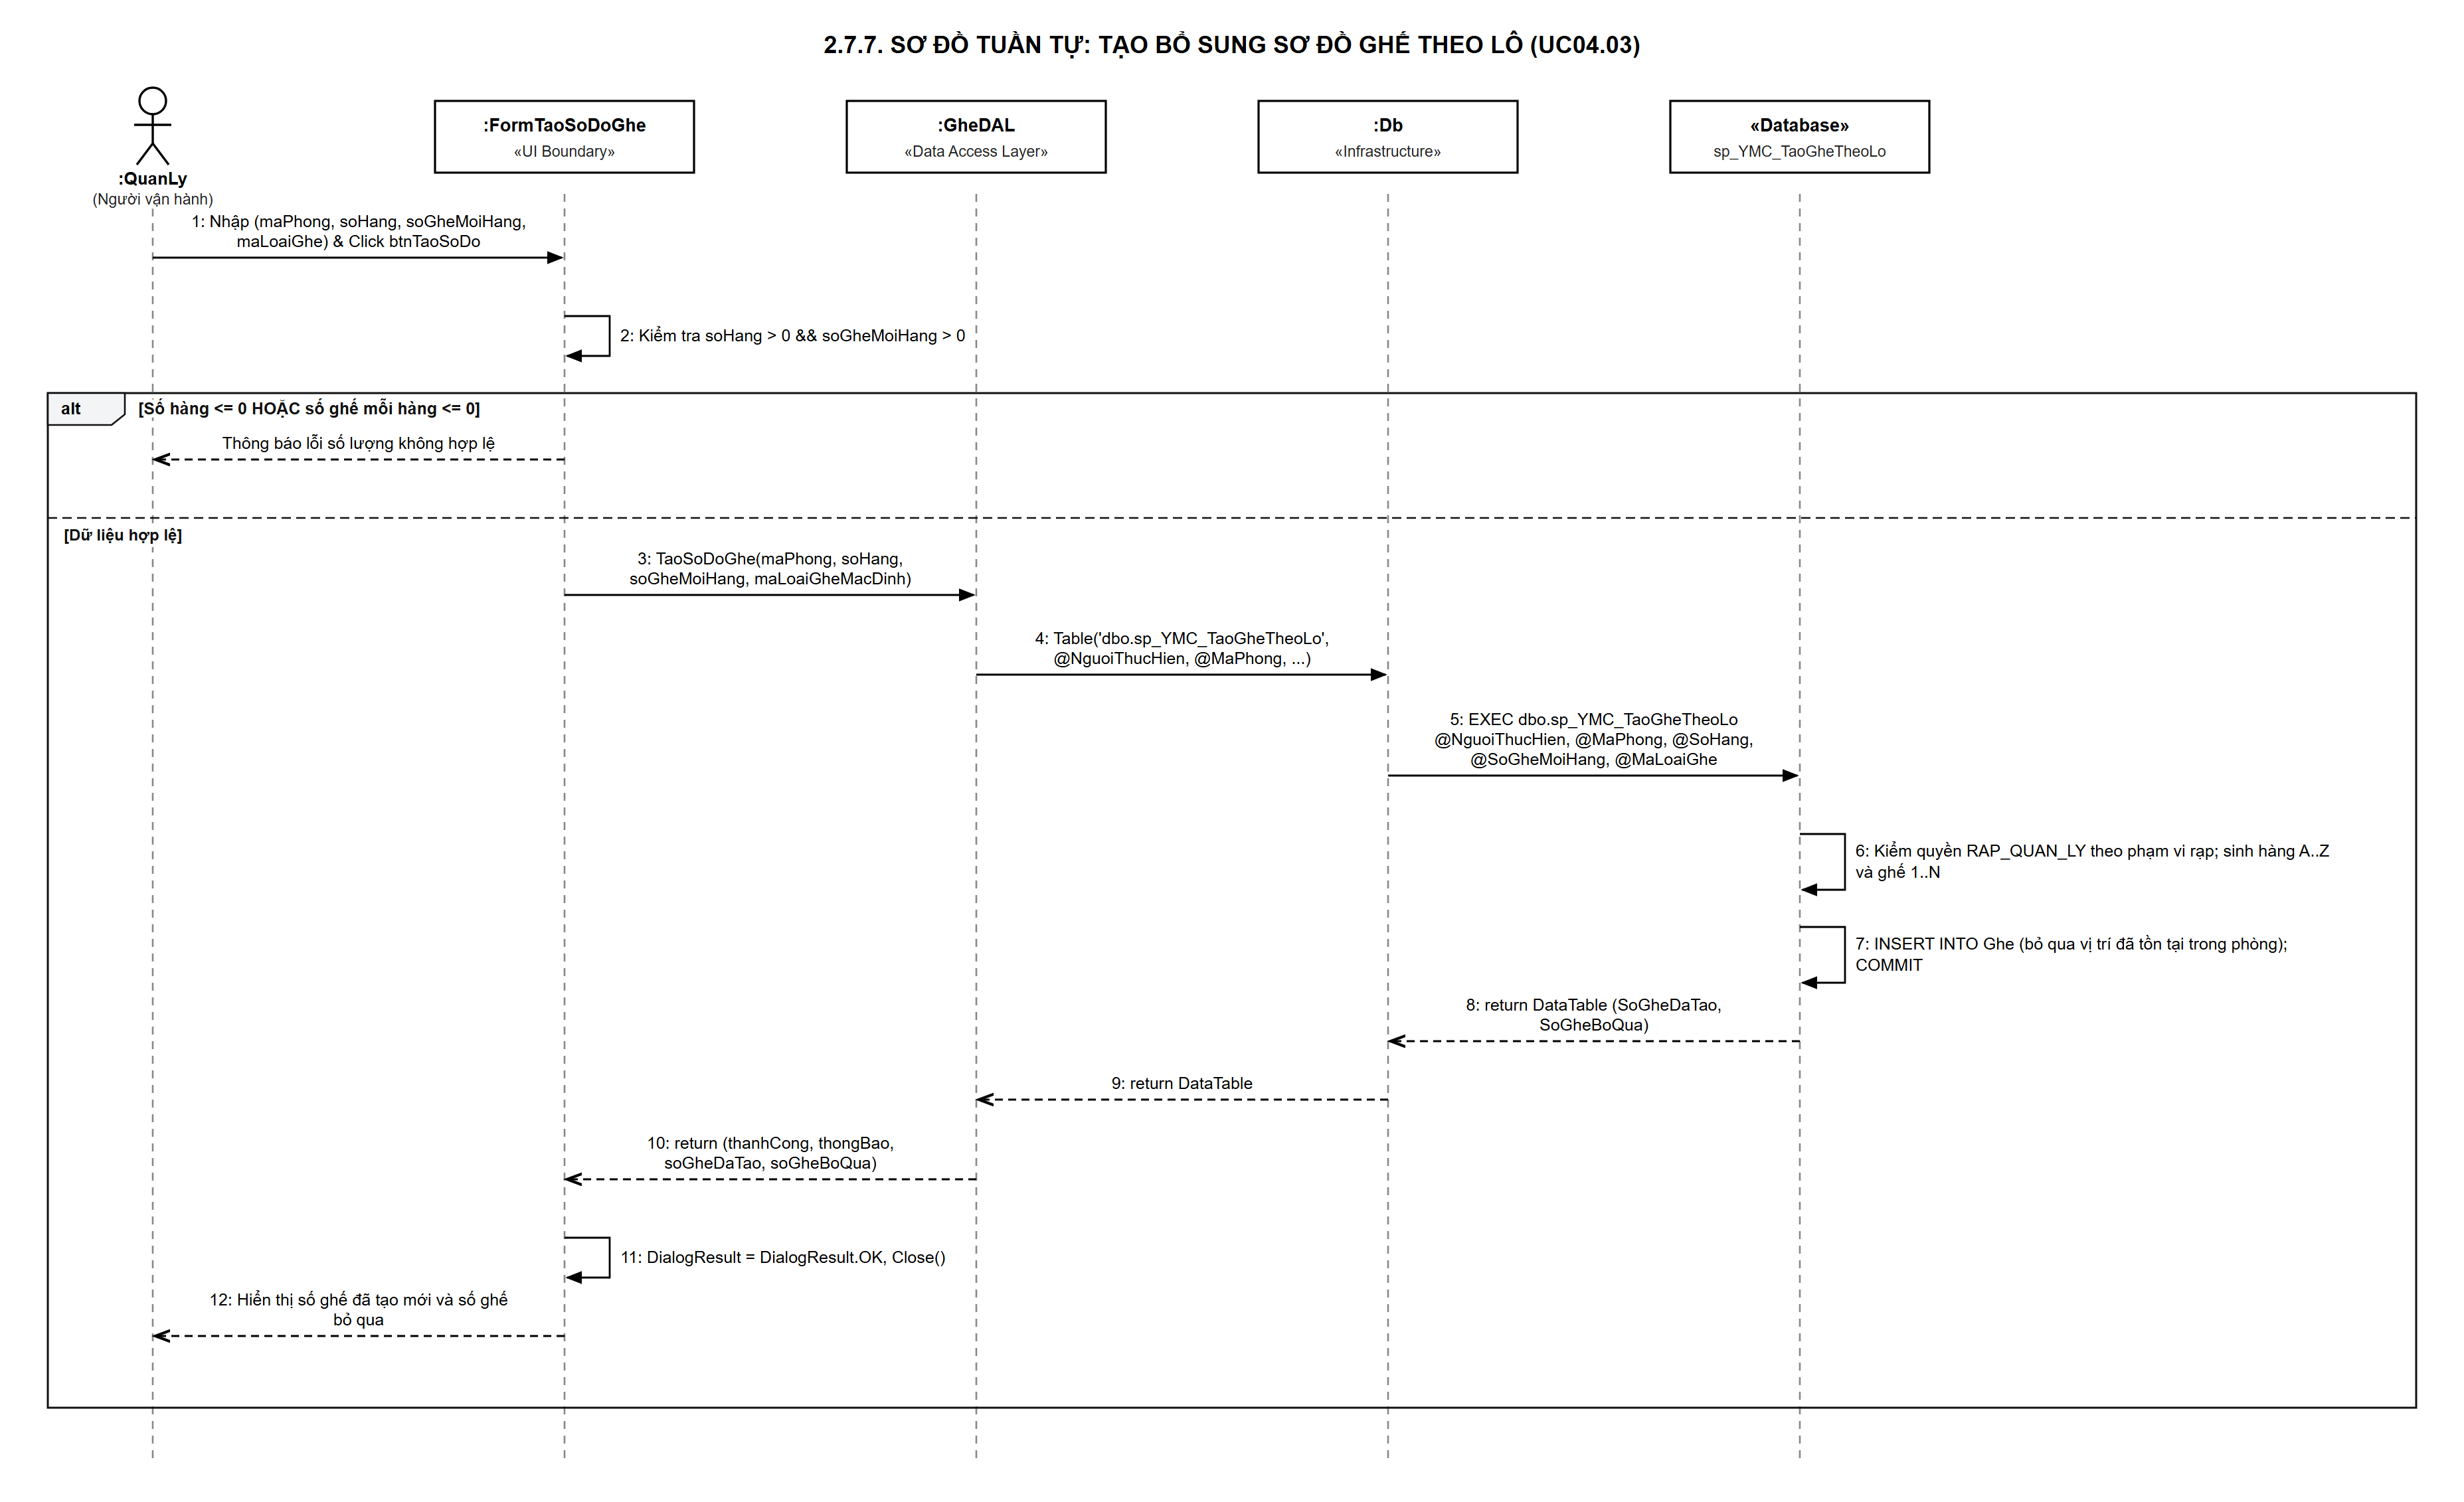 2.7.7. SƠ ĐỒ TUẦN TỰ: TẠO BỔ SUNG SƠ ĐỒ GHẾ THEO LÔ (UC04.03)
:QuanLy
(Người vận hành)
:FormTaoSoDoGhe
«UI Boundary»
:GheDAL
«Data Access Layer»
:Db
«Infrastructure»
«Database»
sp_YMC_TaoGheTheoLo
1: Nhập (maPhong, soHang, soGheMoiHang,
maLoaiGhe) & Click btnTaoSoDo
2: Kiểm tra soHang > 0 && soGheMoiHang > 0
alt
[Số hàng <= 0 HOẶC số ghế mỗi hàng <= 0]
Thông báo lỗi số lượng không hợp lệ
[Dữ liệu hợp lệ]
3: TaoSoDoGhe(maPhong, soHang,
soGheMoiHang, maLoaiGheMacDinh)
4: Table('dbo.sp_YMC_TaoGheTheoLo',
@NguoiThucHien, @MaPhong, ...)
5: EXEC dbo.sp_YMC_TaoGheTheoLo
@NguoiThucHien, @MaPhong, @SoHang,
@SoGheMoiHang, @MaLoaiGhe
6: Kiểm quyền RAP_QUAN_LY theo phạm vi rạp; sinh hàng A..Z
và ghế 1..N
7: INSERT INTO Ghe (bỏ qua vị trí đã tồn tại trong phòng);
COMMIT
8: return DataTable (SoGheDaTao,
SoGheBoQua)
9: return DataTable
10: return (thanhCong, thongBao,
soGheDaTao, soGheBoQua)
11: DialogResult = DialogResult.OK, Close()
12: Hiển thị số ghế đã tạo mới và số ghế
bỏ qua